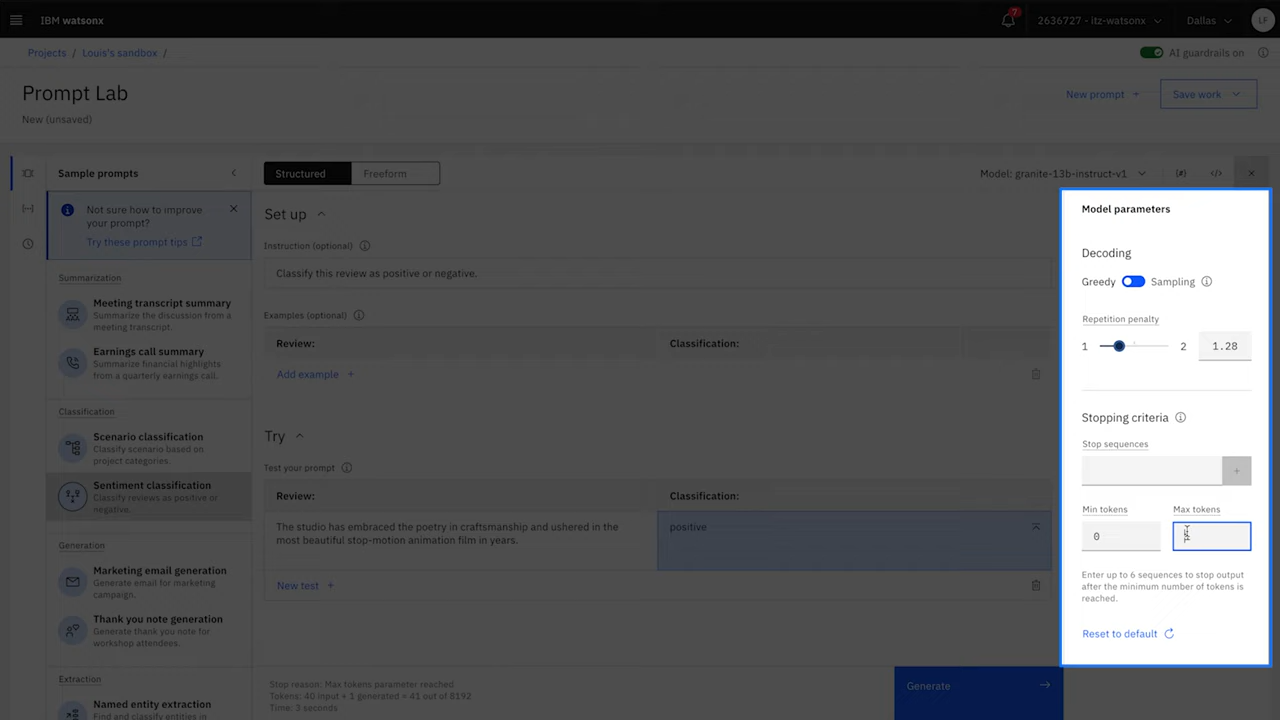 IBM watsonx
7
2636727 - itz-watsonx
Dallas
LF
Projects / Louis's sandbox /
AI guardrails on
Prompt Lab
New prompt +
Save work
New (unsaved)
Sample prompts
Structured
Freeform
Model: granite-13b-instruct-v1
Not sure how to improve
your prompt?
Try these prompt tips
Summarization
Meeting transcript summary
Summarize the discussion from a
meeting transcript.
Earnings call summary
Summarize financial highlights
from a quarterly earnings call.
Classification
Scenario classification
Classify scenario based on
project categories.
Sentiment classification
Classify reviews as positive or
negative.
Generation
Marketing email generation
Generate email for marketing
campaign.
Thank you note generation
Generate thank you note for
workshop attendees.
Extraction
Named entity extraction
Find and classify entities in
Set up
Instruction (optional)
Classify this review as positive or negative.
Examples (optional)
Review:
Classification:
Add example +
Try
Test your prompt
Review:
Classification:
The studio has embraced the poetry in craftsmanship and ushered in the
most beautiful stop-motion animation film in years.
positive
New test +
Stop reason: Max tokens parameter reached
Tokens: 40 input + 1 generated = 41 out of 8192
Time: 3 seconds
Generate
Model parameters
Decoding
Greedy
Sampling
Repetition penalty
1
2
1.28
Stopping criteria
Stop sequences
+
Min tokens
Max tokens
0
Enter up to 6 sequences to stop output
after the minimum number of tokens is
reached.
Reset to default